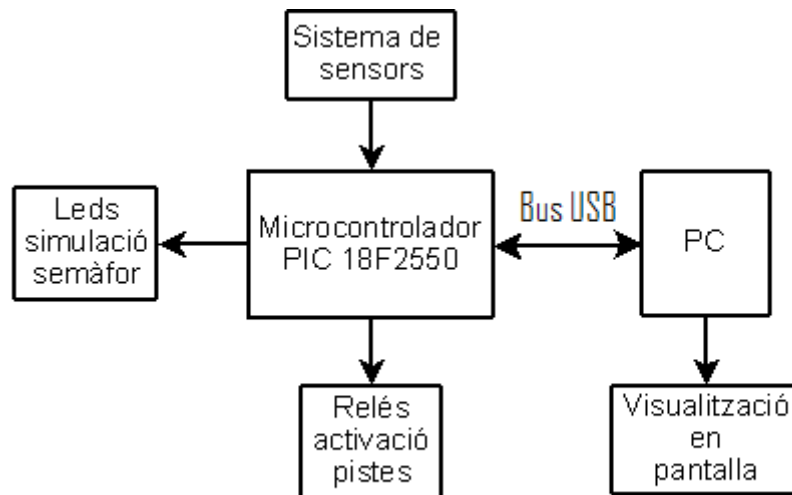 Sistema de
sensors
Leds
simulació
semàfor
Microcontrolador
PIC 18F2550
Bus USB
PC
Relés
activació
pistes
Visualització
en
pantalla